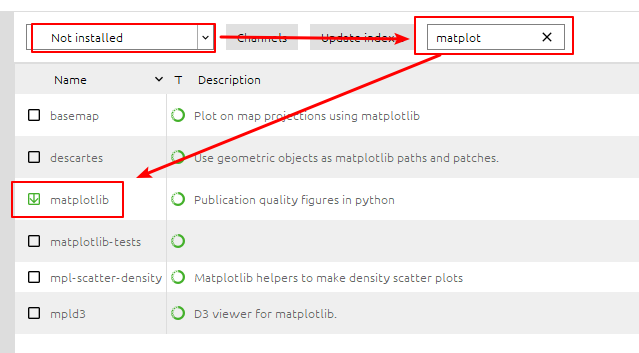 Not installed Channels Update index... matplot
Name T Description
basemap Plot on map projections using matplotlib
descartes Use geometric objects as matplotlib paths and patches.
matplotlib Publication quality figures in python
matplotlib-tests
mpl-scatter-density Matplotlib helpers to make density scatter plots
mpld3 D3 viewer for matplotlib.